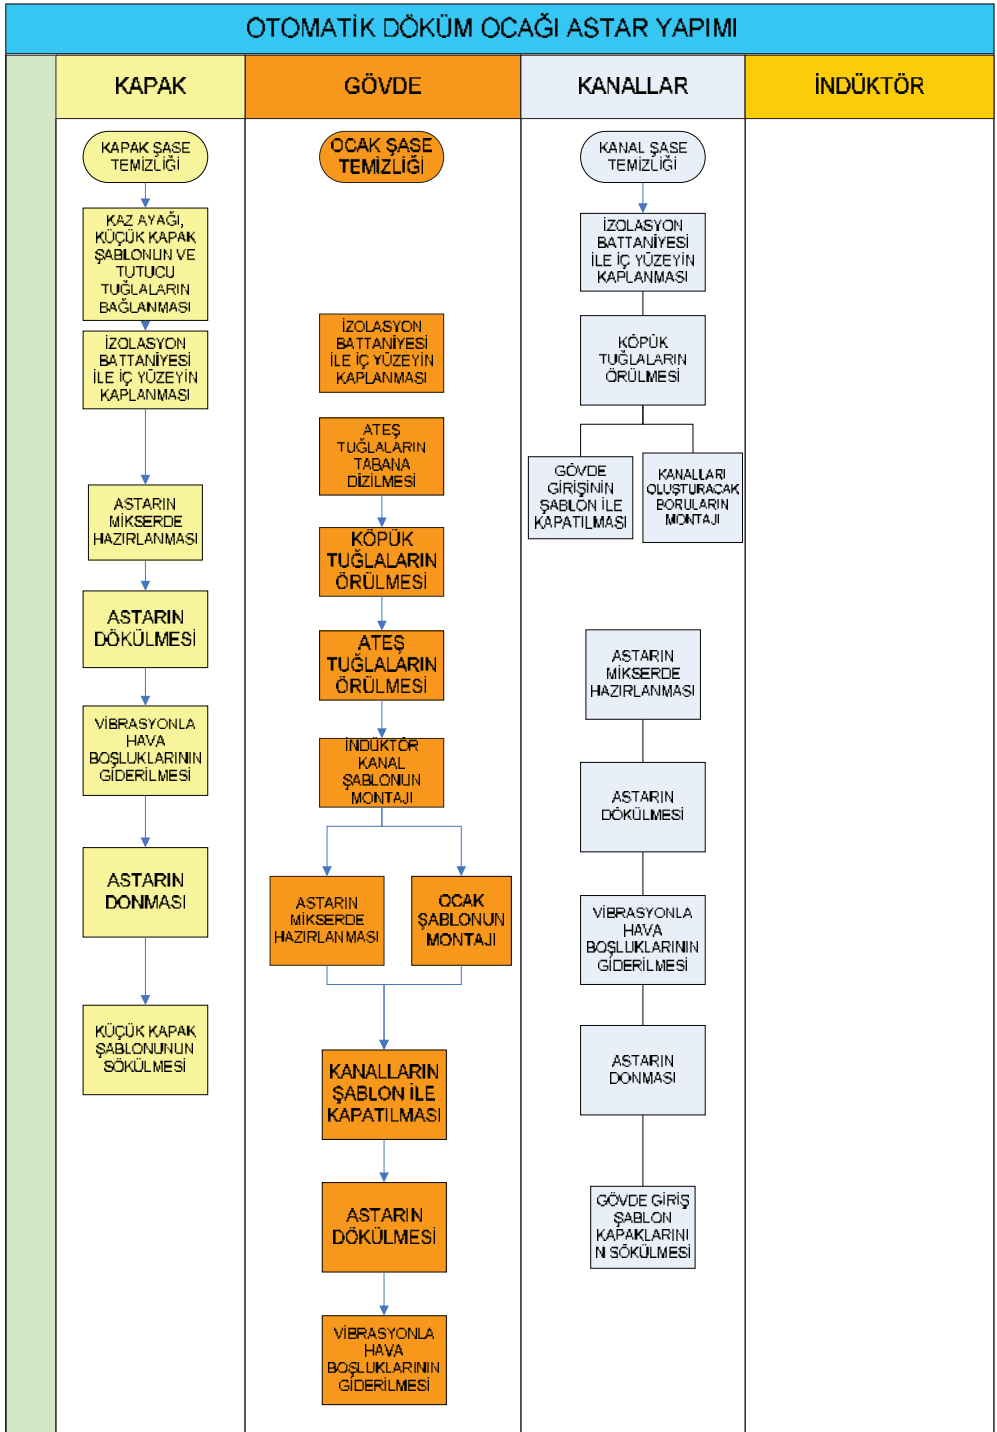 OTOMATİK DÖKÜM OCAĞI ASTAR YAPIMI
KAPAK
GÖVDE
KANALLAR
İNDÜKTÖR
KAPAK ŞASE
TEMİZLİĞİ
KAZ AYAĞI,
KÜÇÜK KAPAK
ŞABLONUN VE
TUTUCU
TUĞLALARIN
BAĞLANMASI
İZOLASYON
BATTANİYESİ
İLE İÇ YÜZEYİN
KAPLANMASI
ASTARIN
MİKSERDE
HAZIRLANMASI
ASTARIN
DÖKÜLMESİ
VİBRASYONLA
HAVA
BOŞLUKLARININ
GİDERİLMESİ
ASTARIN
DONMASI
KÜÇÜK KAPAK
ŞABLONUNUN
SÖKÜLMESİ
OCAK ŞASE
TEMİZLİĞİ
İZOLASYON
BATTANİYESİ
İLE İÇ YÜZEYİN
KAPLANMASI
ATEŞ
TUĞLALARIN
TABANA
DİZİLMESİ
KÖPÜK
TUĞLALARIN
ÖRÜLMESİ
ATEŞ
TUĞLALARIN
ÖRÜLMESİ
İNDÜKTÖR
KANAL
ŞABLONUN
MONTAJI
ASTARIN
MİKSERDE
HAZIRLANMASI
OCAK
ŞABLONUN
MONTAJI
KANALLARIN
ŞABLON İLE
KAPATILMASI
ASTARIN
DÖKÜLMESİ
VİBRASYONLA
HAVA
BOŞLUKLARININ
GİDERİLMESİ
KANAL ŞASE
TEMİZLİĞİ
İZOLASYON
BATTANİYESİ
İLE İÇ YÜZEYİN
KAPLANMASI
KÖPÜK
TUĞLALARIN
ÖRÜLMESİ
GÖVDE
GİRİŞİNİN
ŞABLON İLE
KAPATILMASI
KANALLARI
OLUŞTURACAK
BORULARIN
MONTAJI
ASTARIN
MİKSERDE
HAZIRLANMASI
ASTARIN
DÖKÜLMESİ
VİBRASYONLA
HAVA
BOŞLUKLARININ
GİDERİLMESİ
ASTARIN
DONMASI
GÖVDE GİRİŞ
ŞABLON
KAPAKLARINI
N SÖKÜLMESİ